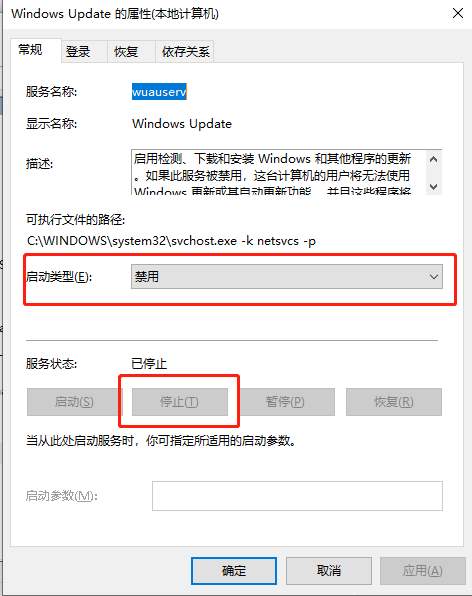 Windows Update 的属性(本地计算机)
常规 登录 恢复 依存关系
服务名称: wuauserv
显示名称: Windows Update
描述: 启用检测、下载和安装 Windows 和其他程序的更新
。如果此服务被禁用，这台计算机的用户将无法使用
Windows 更新或其自动更新功能，并且这些程序将
可执行文件的路径:
C:\WINDOWS\system32\svchost.exe -k netsvcs -p
启动类型(E): 禁用
服务状态: 已停止
启动(S) 停止(T) 暂停(P) 恢复(R)
当从此处启动服务时，你可指定所适用的启动参数。
启动参数(M):
确定 取消 应用(A)